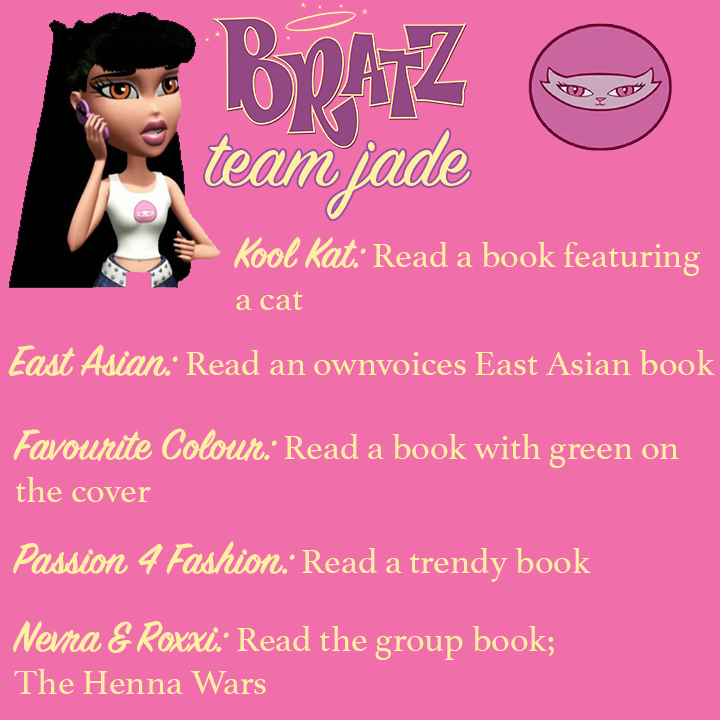 BRATZ
team jade
Kool Kat: Read a book featuring
a cat
East Asian: Read an ownvoices East Asian book
Favourite Colour: Read a book with green on
the cover
Passion 4 Fashion: Read a trendy book
Nevra & Roxxi: Read the group book;
The Henna Wars